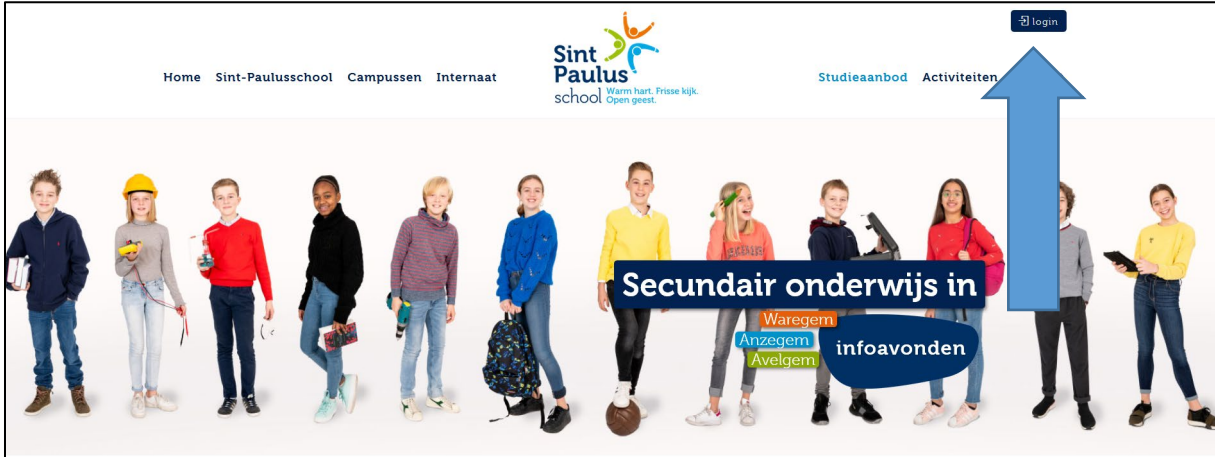 login
Sint
Paulus
school Warm hart. Frisse kijk.
Open geest.
Home Sint-Paulusschool Campussen Internaat
Studieaanbod Activiteiten
Secundair onderwijs in
Waregem
Anzegem
Avelgem
infoavonden